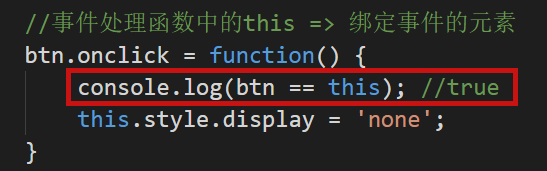 //事件处理函数中的this => 绑定事件的元素
btn.onclick = function() {
console.log(btn == this); //true
this.style.display = 'none';
}